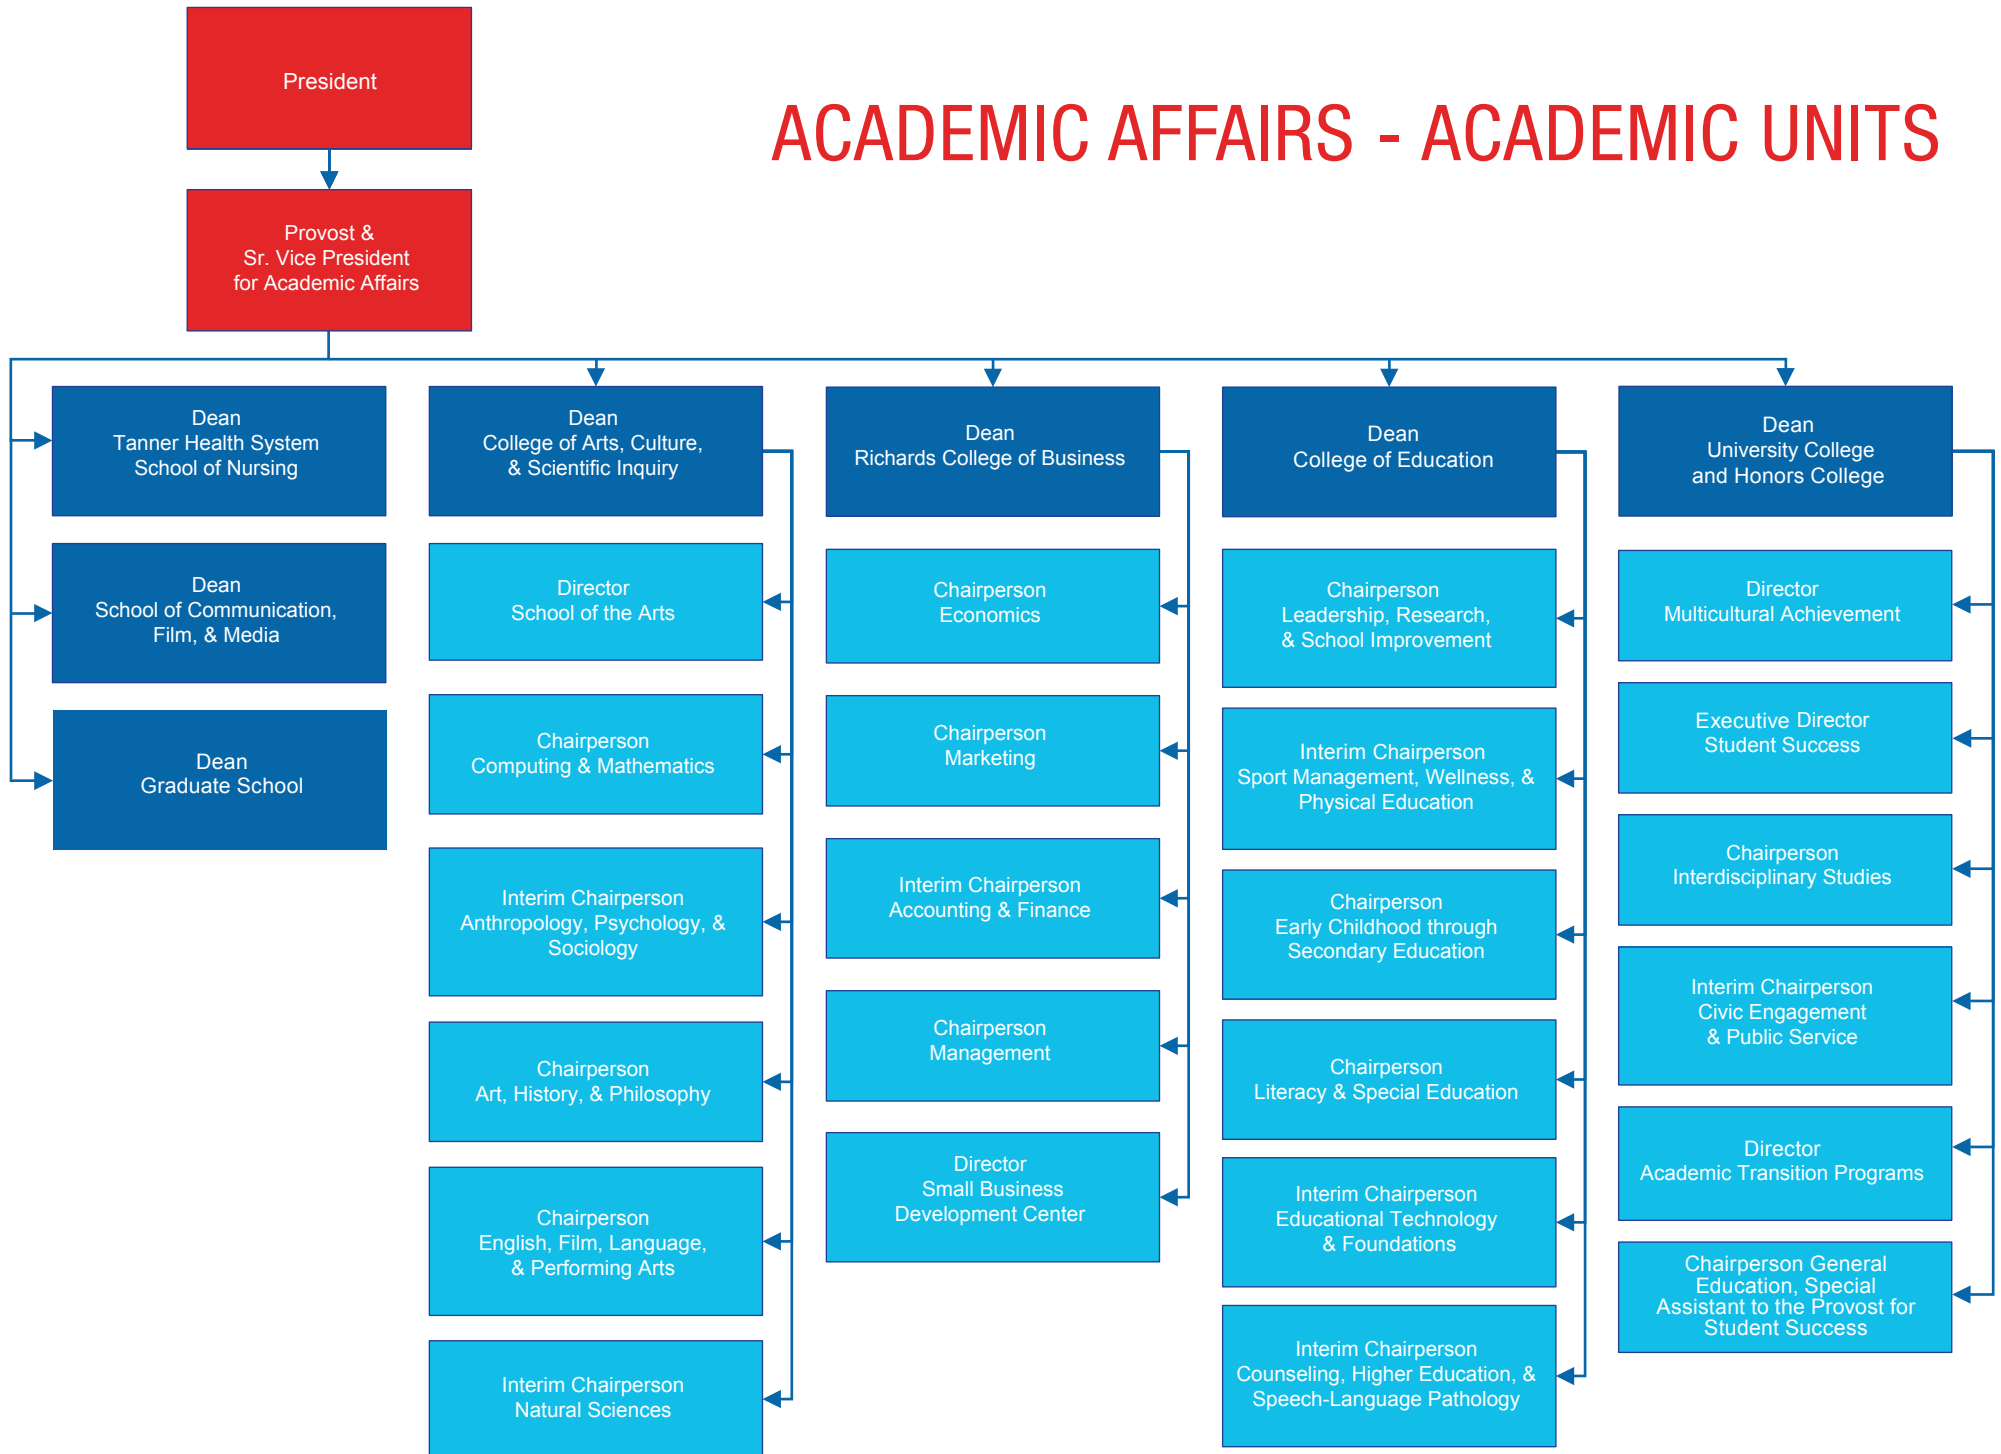 President
ACADEMIC AFFAIRS - ACADEMIC UNITS
Provost &
Sr. Vice President
for Academic Affairs
Dean
Tanner Health System
School of Nursing
Dean
School of Communication,
Film, & Media
Dean
Graduate School
Dean
College of Arts, Culture,
& Scientific Inquiry
Director
School of the Arts
Chairperson
Computing & Mathematics
Interim Chairperson
Anthropology, Psychology, &
Sociology
Chairperson
Art, History, & Philosophy
Chairperson
English, Film, Language,
& Performing Arts
Interim Chairperson
Natural Sciences
Dean
Richards College of Business
Chairperson
Economics
Chairperson
Marketing
Interim Chairperson
Accounting & Finance
Chairperson
Management
Director
Small Business
Development Center
Dean
College of Education
Chairperson
Leadership, Research,
& School Improvement
Interim Chairperson
Sport Management, Wellness, &
Physical Education
Chairperson
Early Childhood through
Secondary Education
Chairperson
Literacy & Special Education
Interim Chairperson
Educational Technology
& Foundations
Interim Chairperson
Counseling, Higher Education, &
Speech-Language Pathology
Dean
University College
and Honors College
Director
Multicultural Achievement
Executive Director
Student Success
Chairperson
Interdisciplinary Studies
Interim Chairperson
Civic Engagement
& Public Service
Director
Academic Transition Programs
Chairperson General
Education, Special
Assistant to the Provost for
Student Success